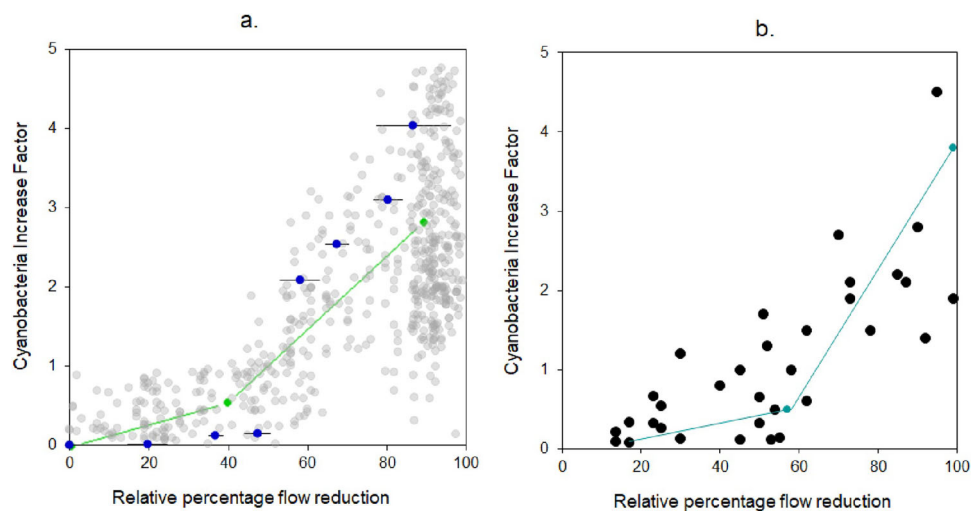 a.
Cyanobacteria Increase Factor
5
4
3
2
1
0
0 20 40 60 80 100
Relative percentage flow reduction
b.
Cyanobacteria Increase Factor
5
4
3
2
1
0
0 20 40 60 80 100
Relative percentage flow reduction